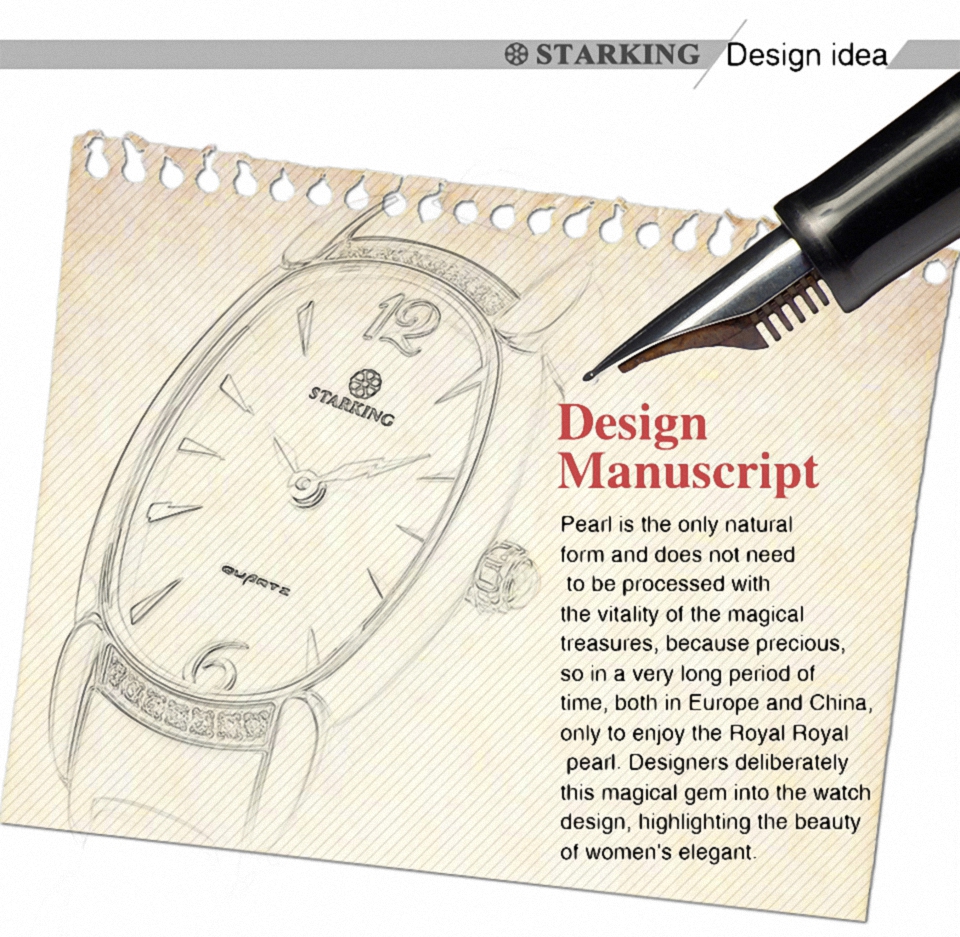 STARKING Design idea
12
STARKING
QUARTZ
6
Design
Manuscript
Pearl is the only natural
form and does not need
to be processed with
the vitality of the magical
treasures, because precious,
so in a very long period of
time, both in Europe and China,
only to enjoy the Royal Royal
pearl. Designers deliberately
this magical gem into the watch
design, highlighting the beauty
of women's elegant.